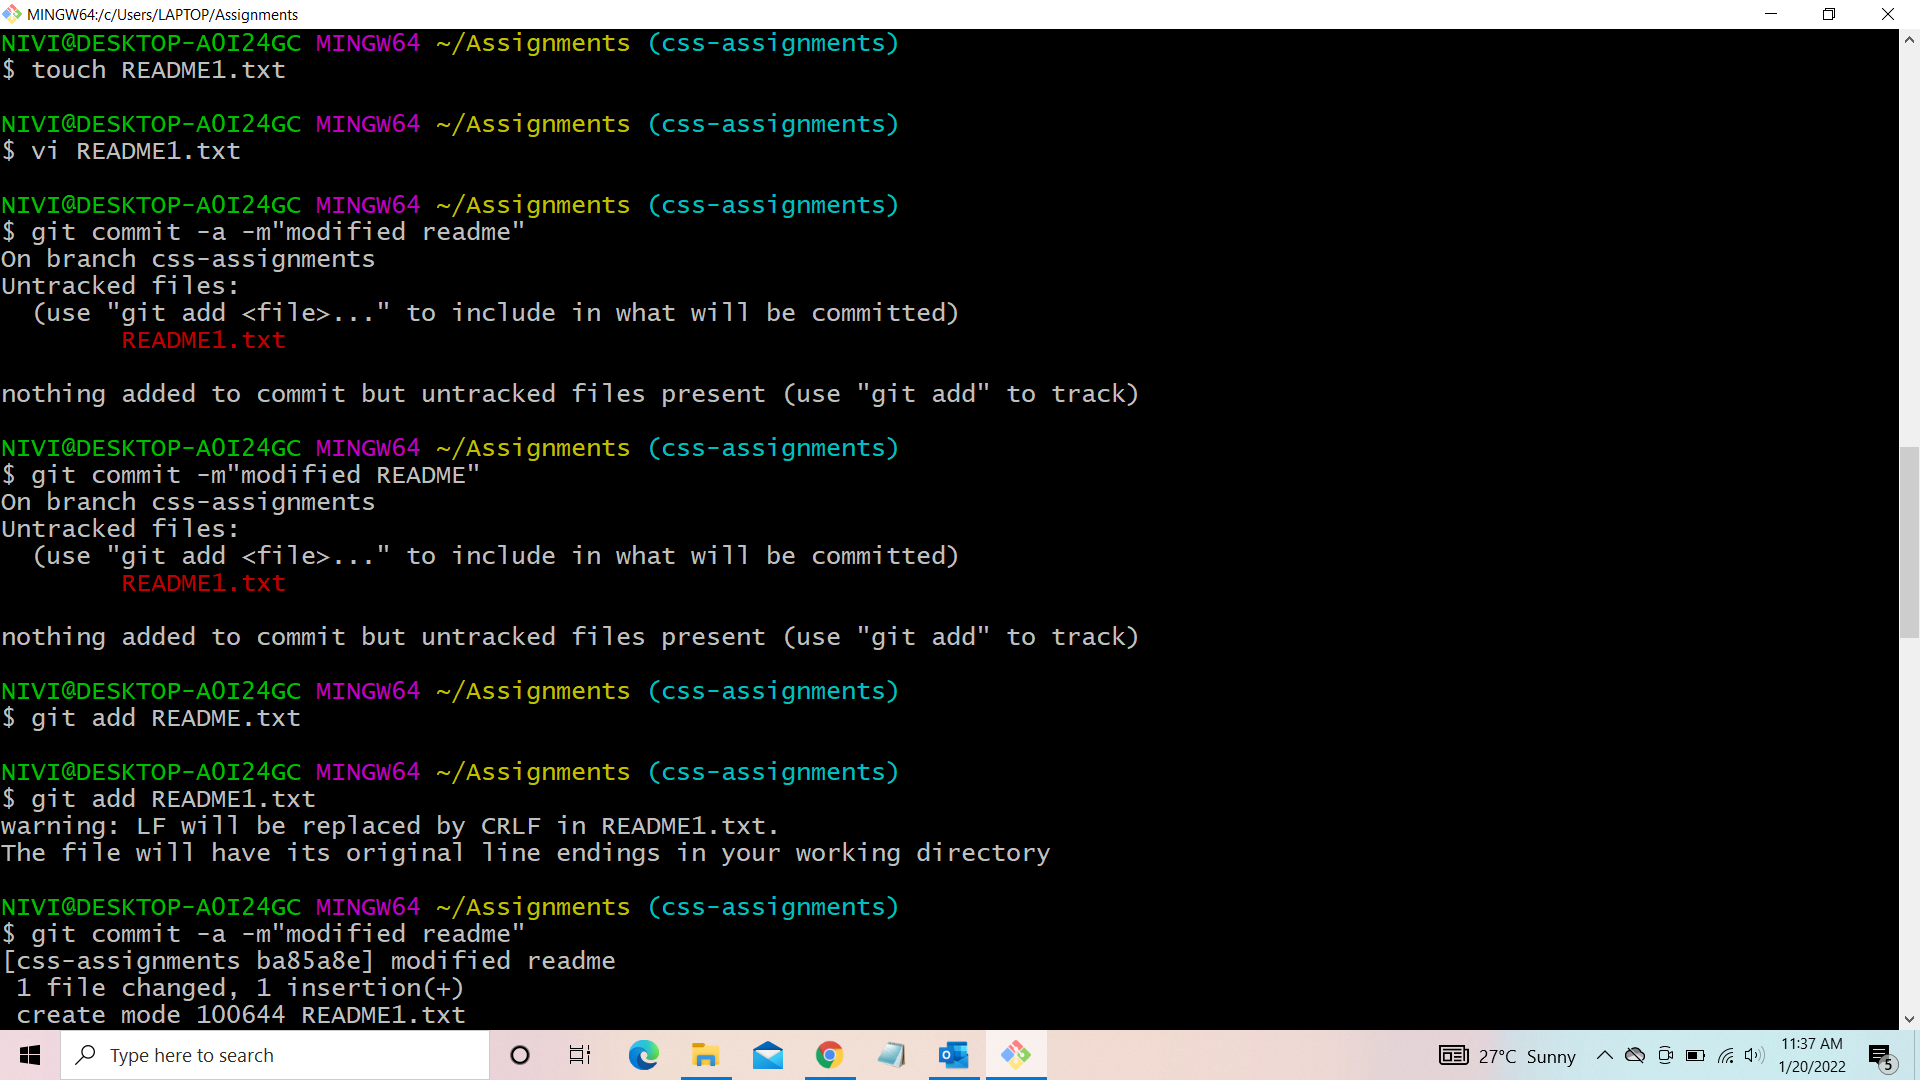 MINGW64:/c/Users/LAPTOP/Assignments
NIVI@DESKTOP-A0I24GC MINGW64 ~/Assignments (css-assignments)
$ touch README1.txt
NIVI@DESKTOP-A0I24GC MINGW64 ~/Assignments (css-assignments)
$ vi README1.txt
NIVI@DESKTOP-A0I24GC MINGW64 ~/Assignments (css-assignments)
$ git commit -a -m"modified readme"
On branch css-assignments
Untracked files:
  (use "git add <file>..." to include in what will be committed)
        README1.txt
nothing added to commit but untracked files present (use "git add" to track)
NIVI@DESKTOP-A0I24GC MINGW64 ~/Assignments (css-assignments)
$ git commit -m"modified README"
On branch css-assignments
Untracked files:
  (use "git add <file>..." to include in what will be committed)
        README1.txt
nothing added to commit but untracked files present (use "git add" to track)
NIVI@DESKTOP-A0I24GC MINGW64 ~/Assignments (css-assignments)
$ git add README.txt
NIVI@DESKTOP-A0I24GC MINGW64 ~/Assignments (css-assignments)
$ git add README1.txt
warning: LF will be replaced by CRLF in README1.txt.
The file will have its original line endings in your working directory
NIVI@DESKTOP-A0I24GC MINGW64 ~/Assignments (css-assignments)
$ git commit -a -m"modified readme"
[css-assignments ba85a8e] modified readme
 1 file changed, 1 insertion(+)
 create mode 100644 README1.txt
Type here to search
27°C Sunny
11:37 AM
1/20/2022
5